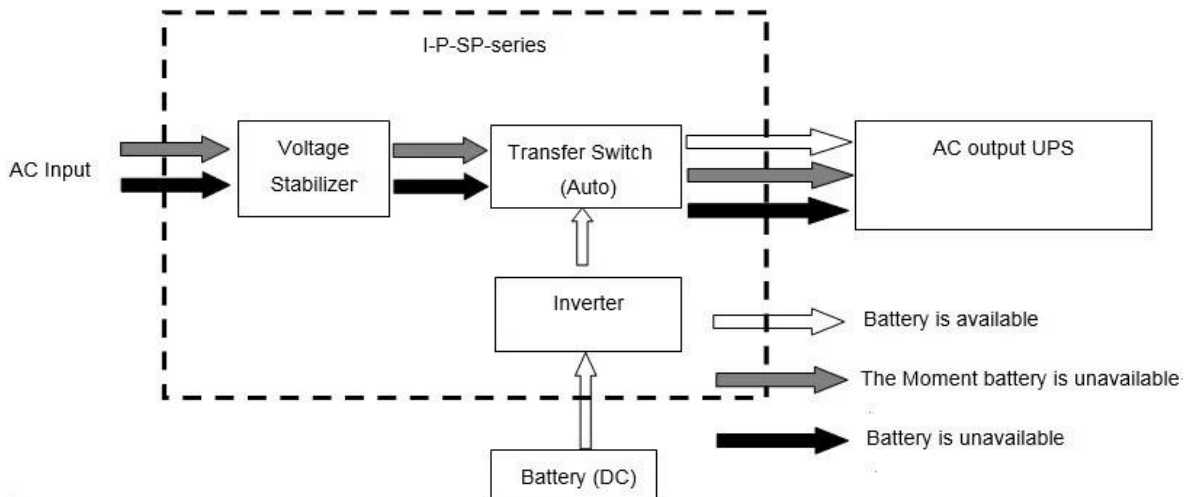 I-P-SP-series
AC Input
Voltage
Stabilizer
Transfer Switch
(Auto)
AC output UPS
Inverter
Battery (DC)
Battery is available
The Moment battery is unavailable
Battery is unavailable